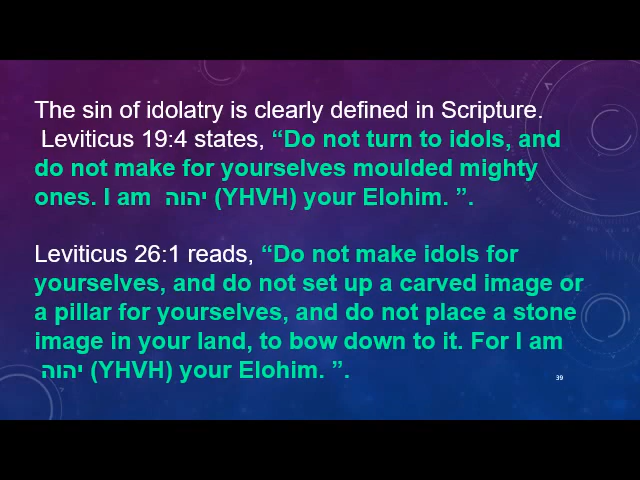 The sin of idolatry is clearly defined in Scripture.
Leviticus 19:4 states, “Do not turn to idols, and
do not make for yourselves moulded mighty
ones. I am יהוה (YHVH) your Elohim. ”.
Leviticus 26:1 reads, “Do not make idols for
yourselves, and do not set up a carved image or
a pillar for yourselves, and do not place a stone
image in your land, to bow down to it. For I am
יהוה (YHVH) your Elohim. ”.
39